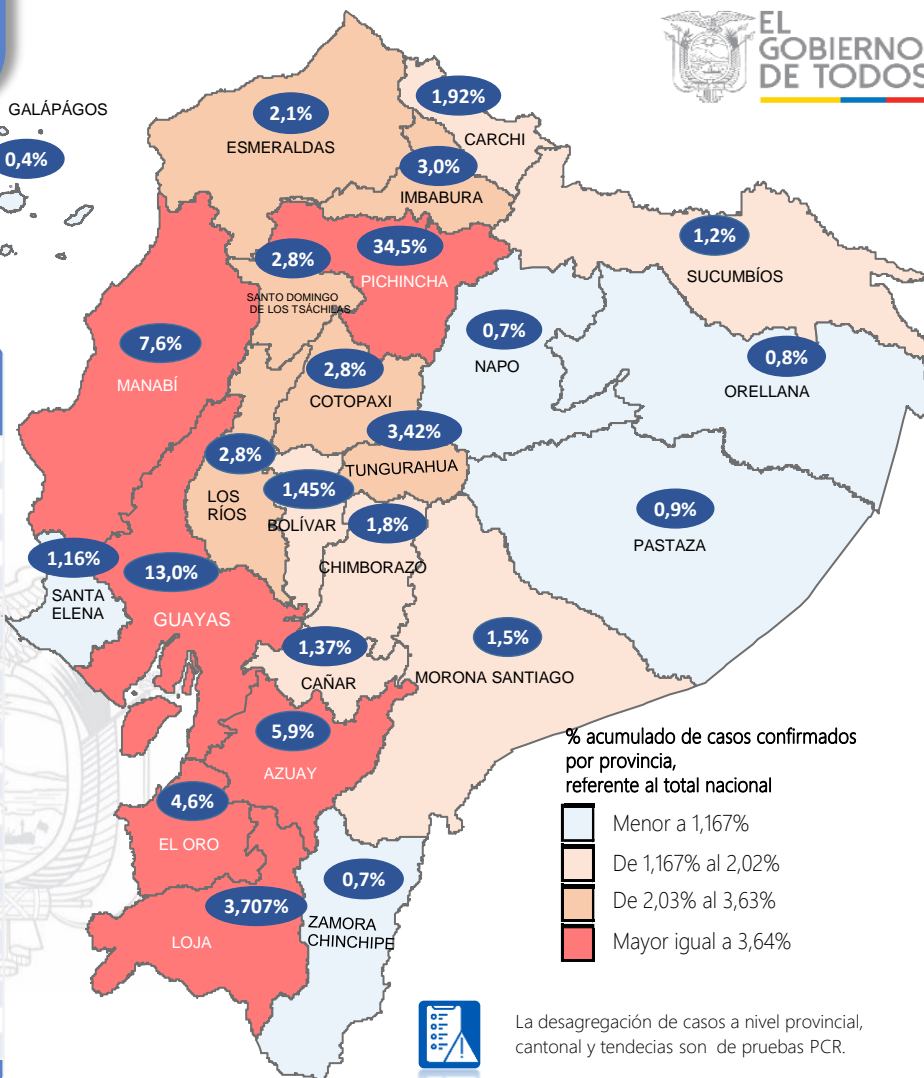 EL
GOBIERNO
DE TODOS
GALÁPAGOS
0,4%
2,1%
ESMERALDAS
1,92%
CARCHI
3,0%
IMBABURA
1,2%
SUCUMBÍOS
34,5%
PICHINCHA
2,8%
SANTO DOMINGO
DE LOS TSÁCHILAS
7,6%
MANABÍ
0,7%
NAPO
0,8%
ORELLANA
2,8%
COTOPAXI
3,42%
TUNGURAHUA
2,8%
LOS
RÍOS
1,45%
BOLÍVAR
1,8%
CHIMBORAZO
0,9%
PASTAZA
1,16%
SANTA
ELENA
13,0%
GUAYAS
1,37%
CAÑAR
1,5%
MORONA SANTIAGO
5,9%
AZUAY
4,6%
EL ORO
3,707%
LOJA
0,7%
ZAMORA
CHINCHIPE
% acumulado de casos confirmados
por provincia,
referente al total nacional
Menor a 1,167%
De 1,167% al 2,02%
De 2,03% al 3,63%
Mayor igual a 3,64%
La desagregación de casos a nivel provincial,
cantonal y tendecias son de pruebas PCR.